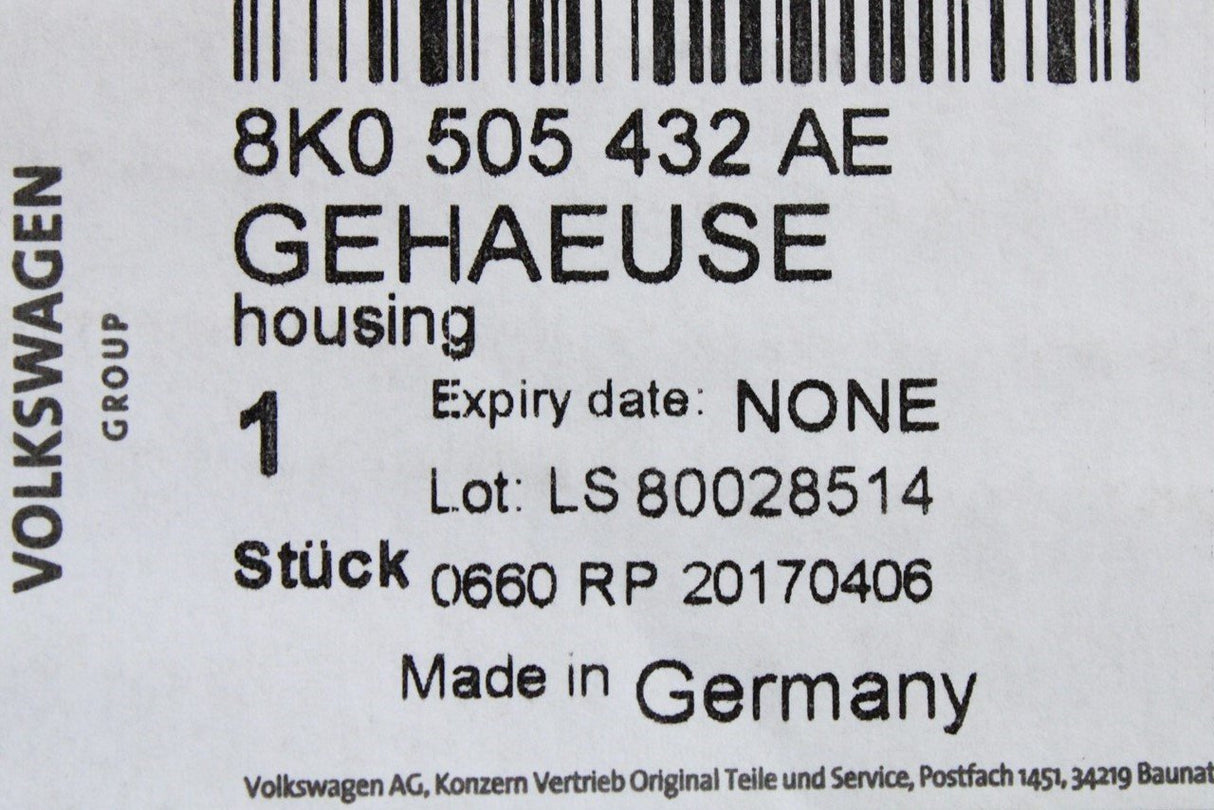 8K0 505 432 AE
GEHAEUSE
housing
1
Expiry date: NONE
Lot: LS 80028514
Stück
0660 RP 20170406
Made in Germany
Volkswagen AG, Konzern Vertrieb Original Teile und Service, Postfach 1451, 34219 Baunat
VOLKSWAGEN
GROUP